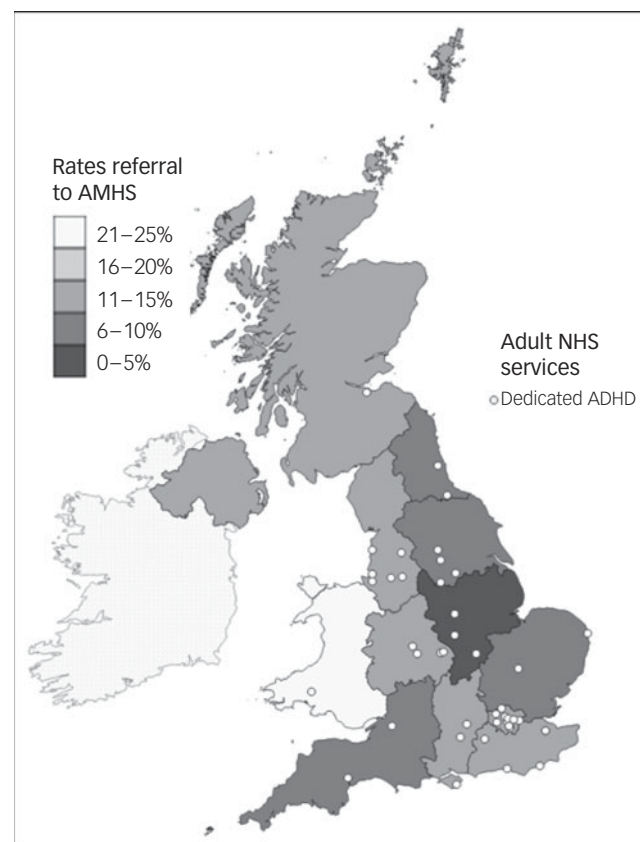 Rates referral
to AMHS
21–25%
16–20%
11–15%
6–10%
0–5%
Adult NHS
services
Dedicated ADHD